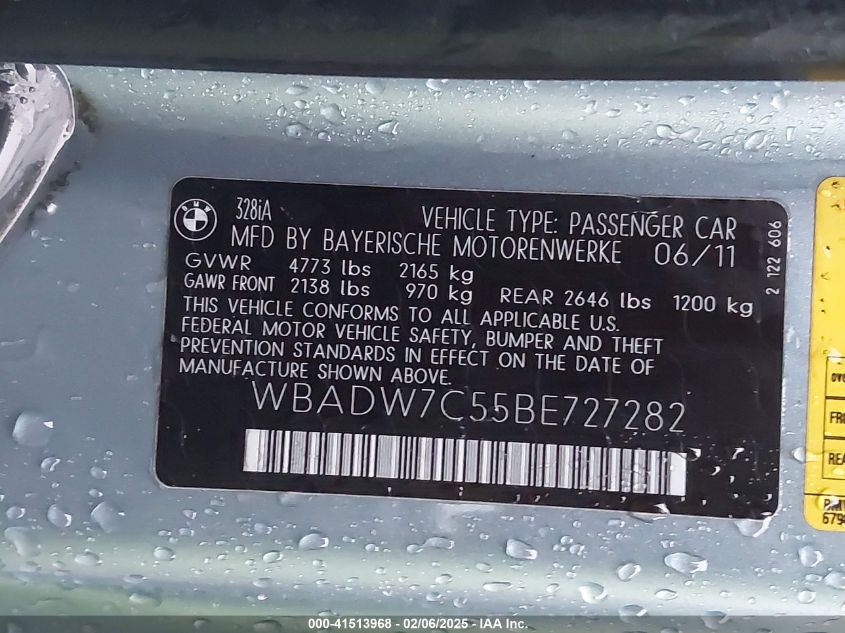 BMW
328iA
VEHICLE TYPE: PASSENGER CAR
MFD BY BAYERISCHE MOTORENWERKE 06/11
GVWR 4773 lbs 2165 kg
GAWR FRONT 2138 lbs 970 kg REAR 2646 lbs 1200 kg
THIS VEHICLE CONFORMS TO ALL APPLICABLE U.S.
FEDERAL MOTOR VEHICLE SAFETY, BUMPER AND THEFT
PREVENTION STANDARDS IN EFFECT ON THE DATE OF
MANUFACTURE SHOWN ABOVE.
WBADW7C55BE727282
2 122 606
000-41513968 - 02/06/2025 - IAA Inc.